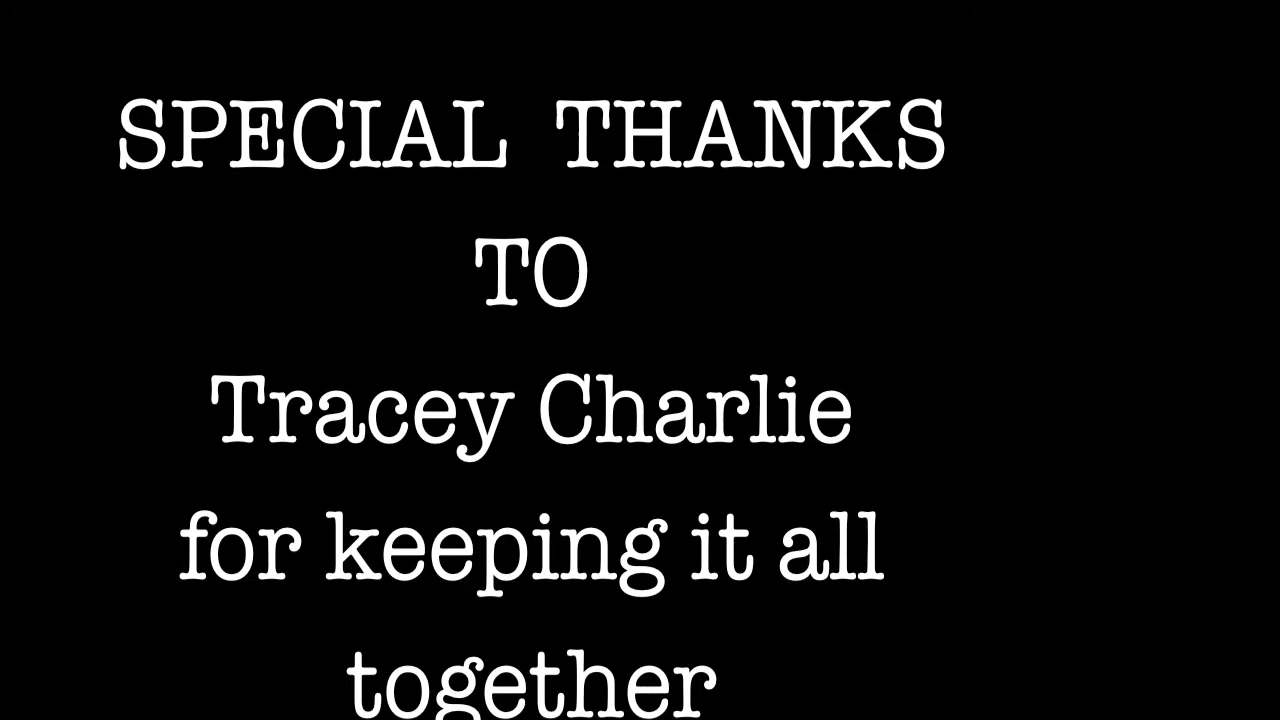 SPECIAL THANKS
TO
Tracey Charlie
for keeping it all
together